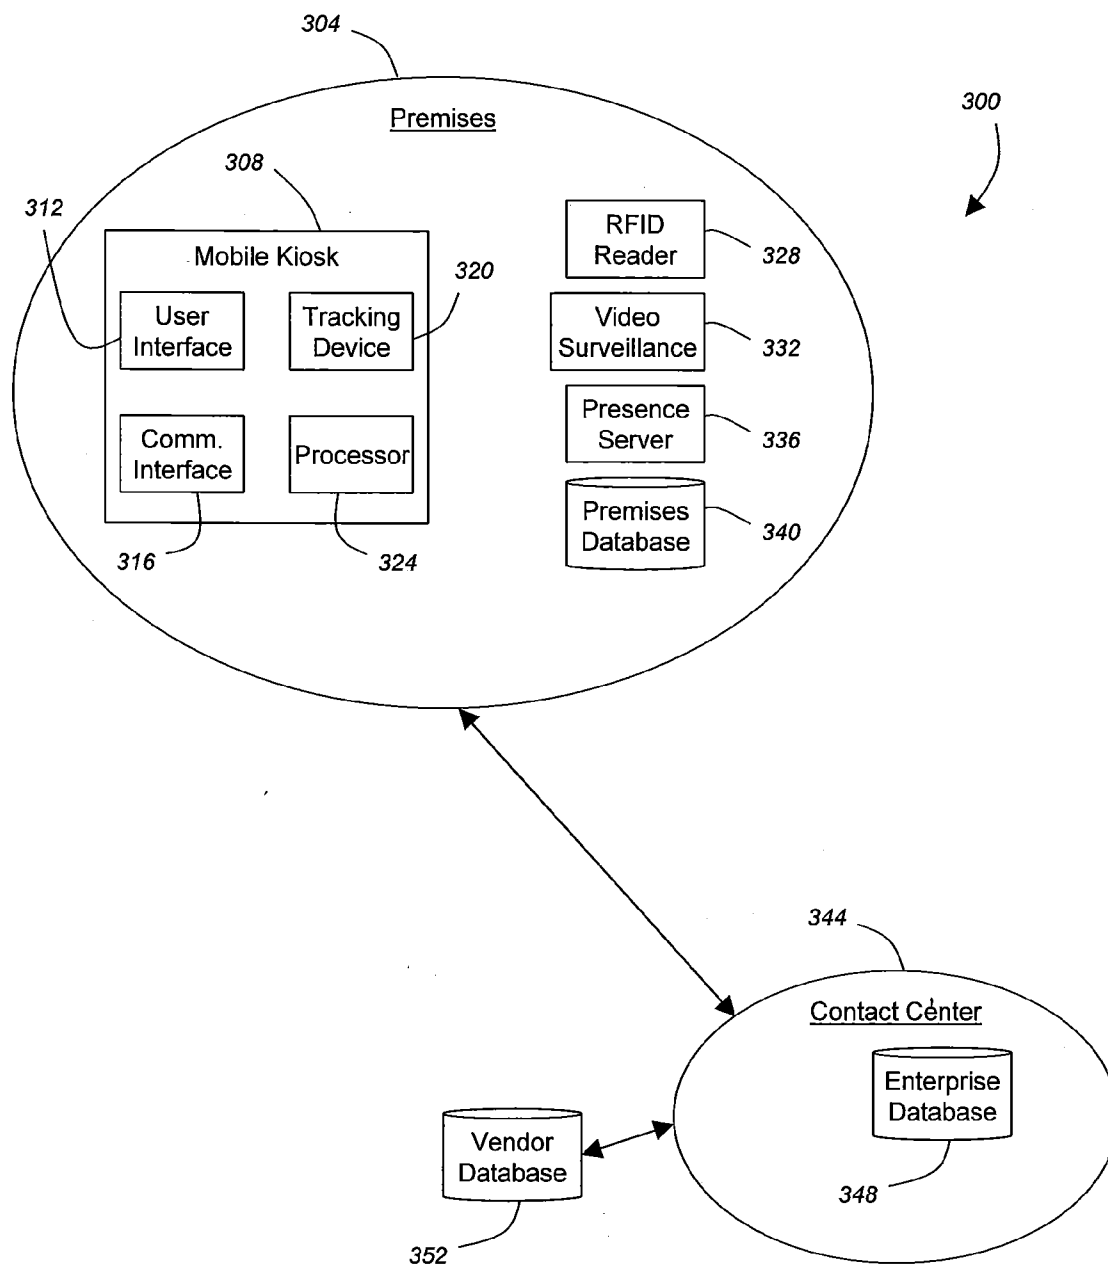 304
Premises
300
308
312
Mobile Kiosk
320
User
Interface
Tracking
Device
Comm.
Interface
Processor
316
324
RFID
Reader
328
Video
Surveillance
332
Presence
Server
336
Premises
Database
340
344
Contact Center
Enterprise
Database
348
Vendor
Database
352